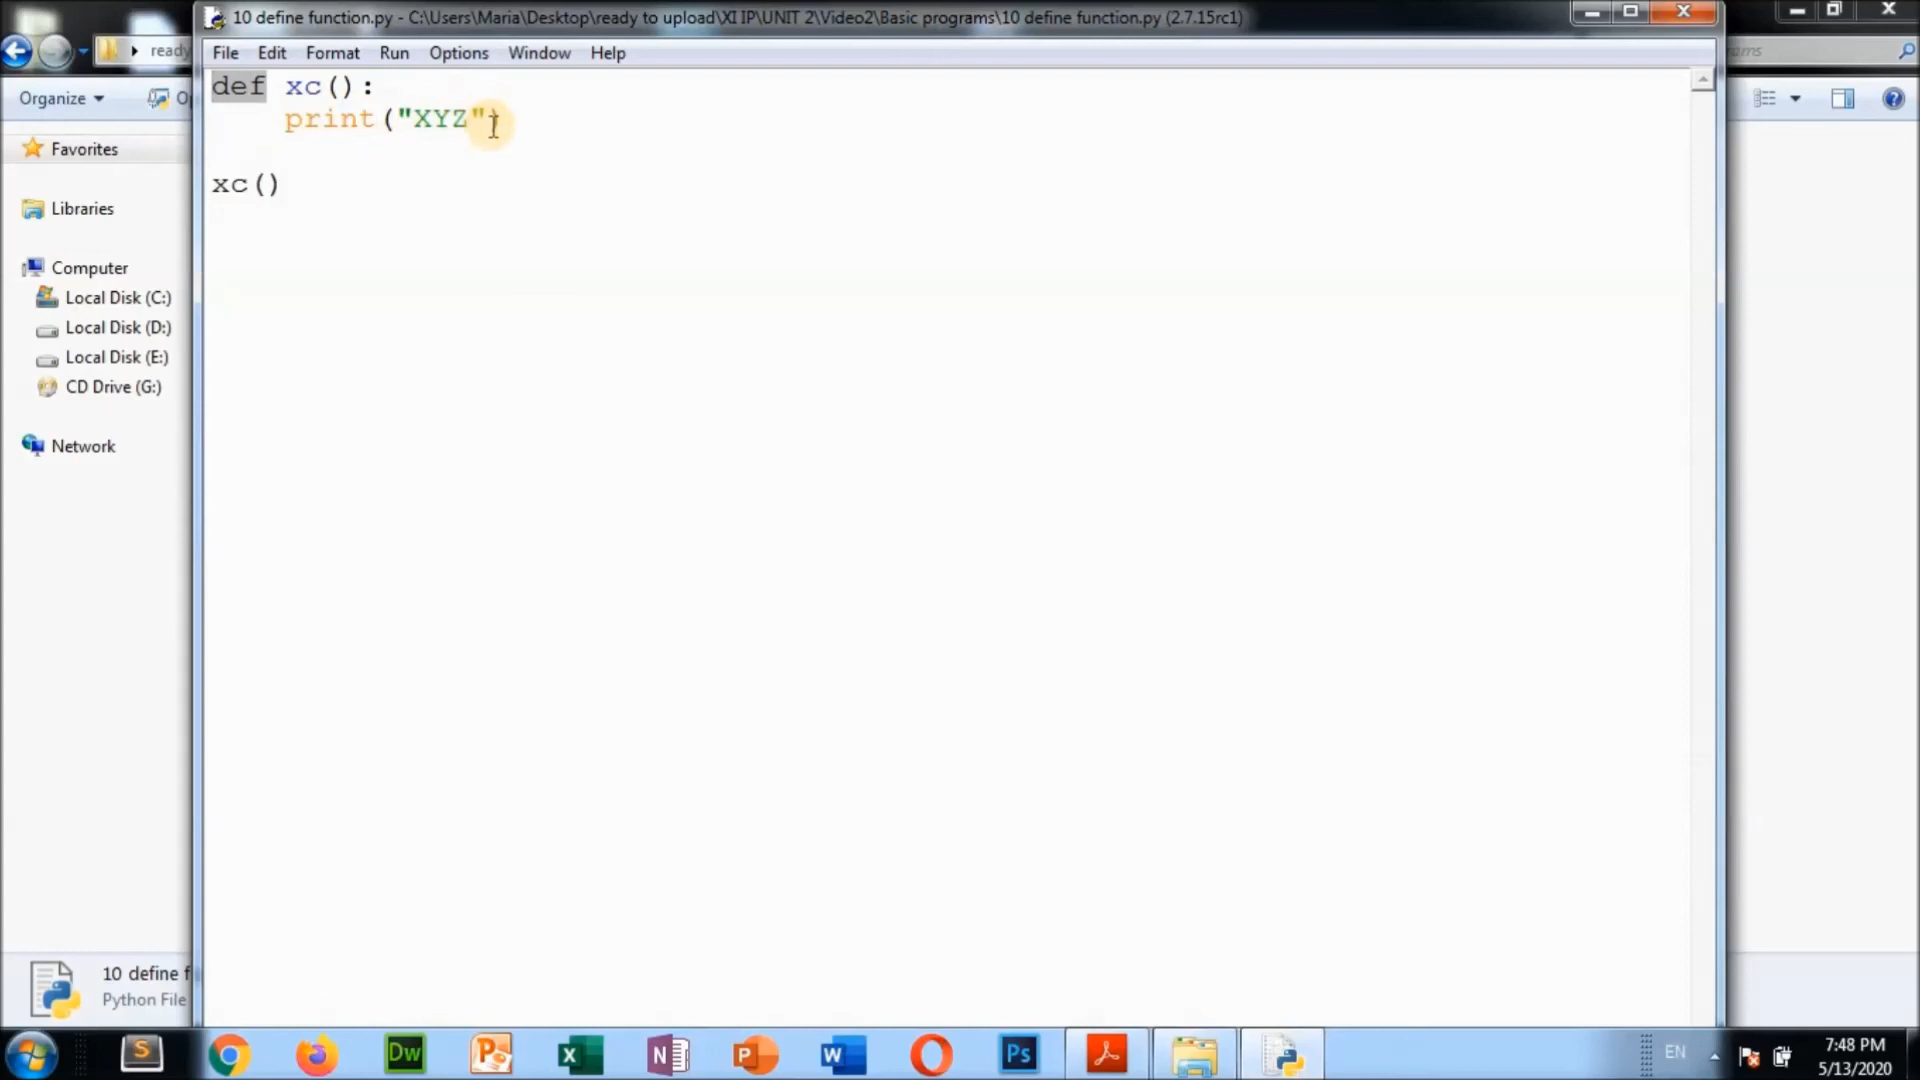 10 define function.py - C:\Users\Maria\Desktop\ready to upload\XI IP\UNIT 2\Video2\Basic programs\10 define function.py (2.7.15rc1)
ready
File Edit Format Run Options Window Help
Organize
def xc():
print("XYZ")
xc()
Favorites
Libraries
Computer
Local Disk (C:)
Local Disk (D:)
Local Disk (E:)
CD Drive (G:)
Network
10 define f
Python File
S
Dw
X
N
P
W
Ps
EN
7:48 PM
5/13/2020